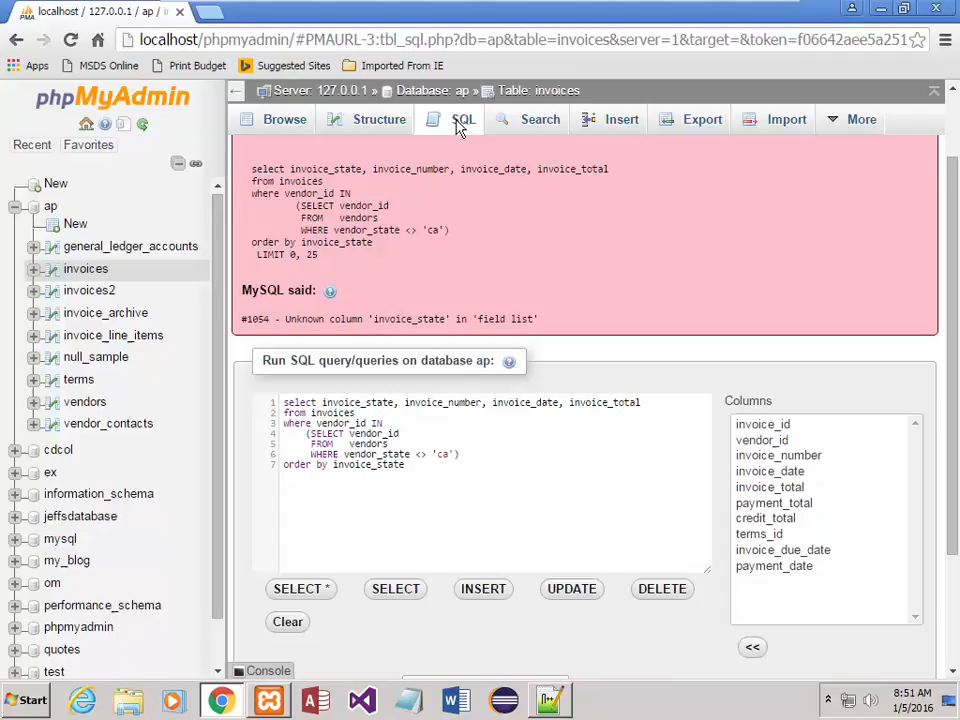 localhost / 127.0.0.1 / ap / i
localhost/phpmyadmin/#PMAURL-3:tbl_sql.php?db=ap&table=invoices&server=1&target=&token=f06642aee5a251
Apps
MSDS Online
Print Budget
Suggested Sites
Imported From IE
phpMyAdmin
Recent
Favorites
New
ap
New
general_ledger_accounts
invoices
invoices2
invoice_archive
invoice_line_items
null_sample
terms
vendors
vendor_contacts
cdcol
ex
information_schema
jeffsdatabase
mysql
my_blog
om
performance_schema
phpmyadmin
quotes
test
Server: 127.0.0.1 » Database: ap » Table: invoices
Browse
Structure
SQL
Search
Insert
Export
Import
More
select invoice_state, invoice_number, invoice_date, invoice_total
from invoices
where vendor_id IN
(SELECT vendor_id
FROM vendors
WHERE vendor_state <> 'ca')
order by invoice_state
LIMIT 0, 25
MySQL said:
#1054 - Unknown column 'invoice_state' in 'field list'
Run SQL query/queries on database ap:
1 select invoice_state, invoice_number, invoice_date, invoice_total
2 from invoices
3 where vendor_id IN
4 (SELECT vendor_id
5 FROM vendors
6 WHERE vendor_state <> 'ca')
7 order by invoice_state
Columns
invoice_id
vendor_id
invoice_number
invoice_date
invoice_total
payment_total
credit_total
terms_id
invoice_due_date
payment_date
SELECT *
SELECT
INSERT
UPDATE
DELETE
Clear
<<
Console
Start
8:51 AM
1/5/2016